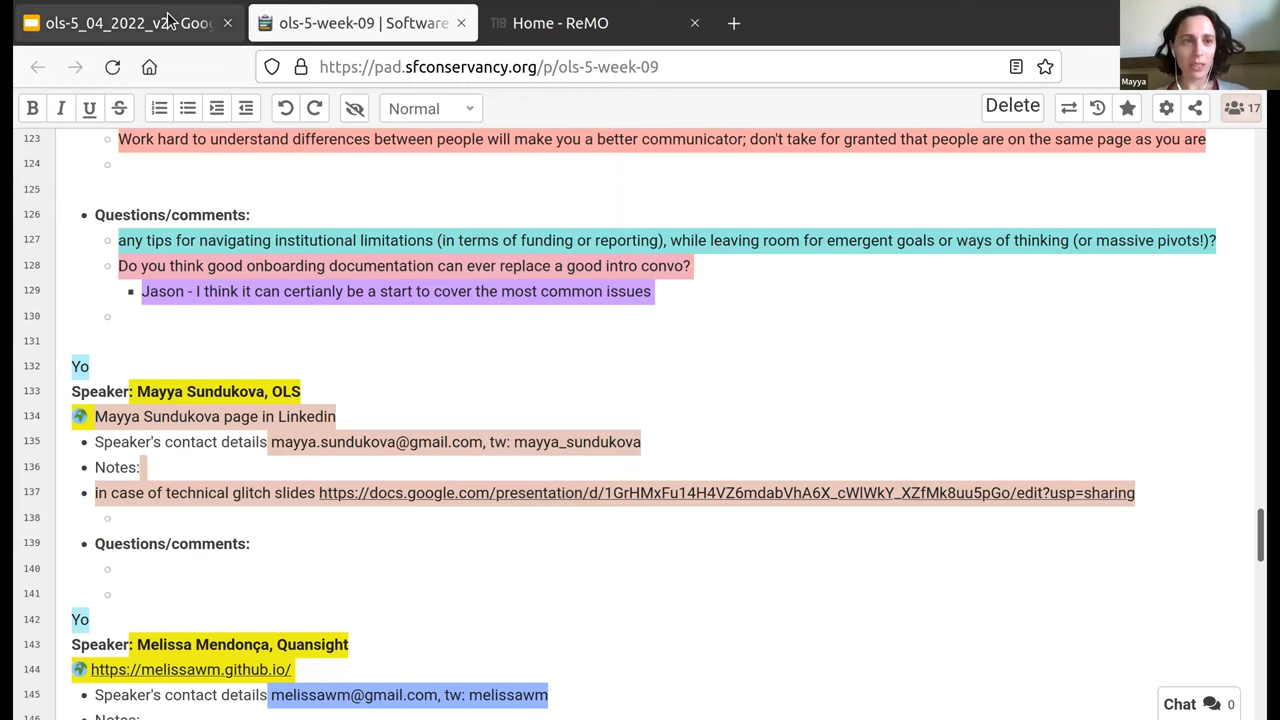 ols-5_04_2022_v2 - Goo
ols-5-week-09 | Software
TIB Home - ReMO
https://pad.sfconservancy.org/p/ols-5-week-09
Mayya
B I U S Normal Delete 17
123 Work hard to understand differences between people will make you a better communicator; don't take for granted that people are on the same page as you are
124
125
126 Questions/comments:
127 any tips for navigating institutional limitations (in terms of funding or reporting), while leaving room for emergent goals or ways of thinking (or massive pivots!)?
128 Do you think good onboarding documentation can ever replace a good intro convo?
129 Jason - I think it can certianly be a start to cover the most common issues
130
131
132 Yo
133 Speaker: Mayya Sundukova, OLS
134 Mayya Sundukova page in Linkedin
135 Speaker's contact details mayya.sundukova@gmail.com, tw: mayya_sundukova
136 Notes:
137 in case of technical glitch slides https://docs.google.com/presentation/d/1GrHMxFu14H4VZ6mdabVhA6X_cWlWkY_XZfMk8uu5pGo/edit?usp=sharing
138
139 Questions/comments:
140
141
142 Yo
143 Speaker: Melissa Mendonça, Quansight
144 https://melissawm.github.io/
145 Speaker's contact details melissawm@gmail.com, tw: melissawm
Notes:
Chat 0